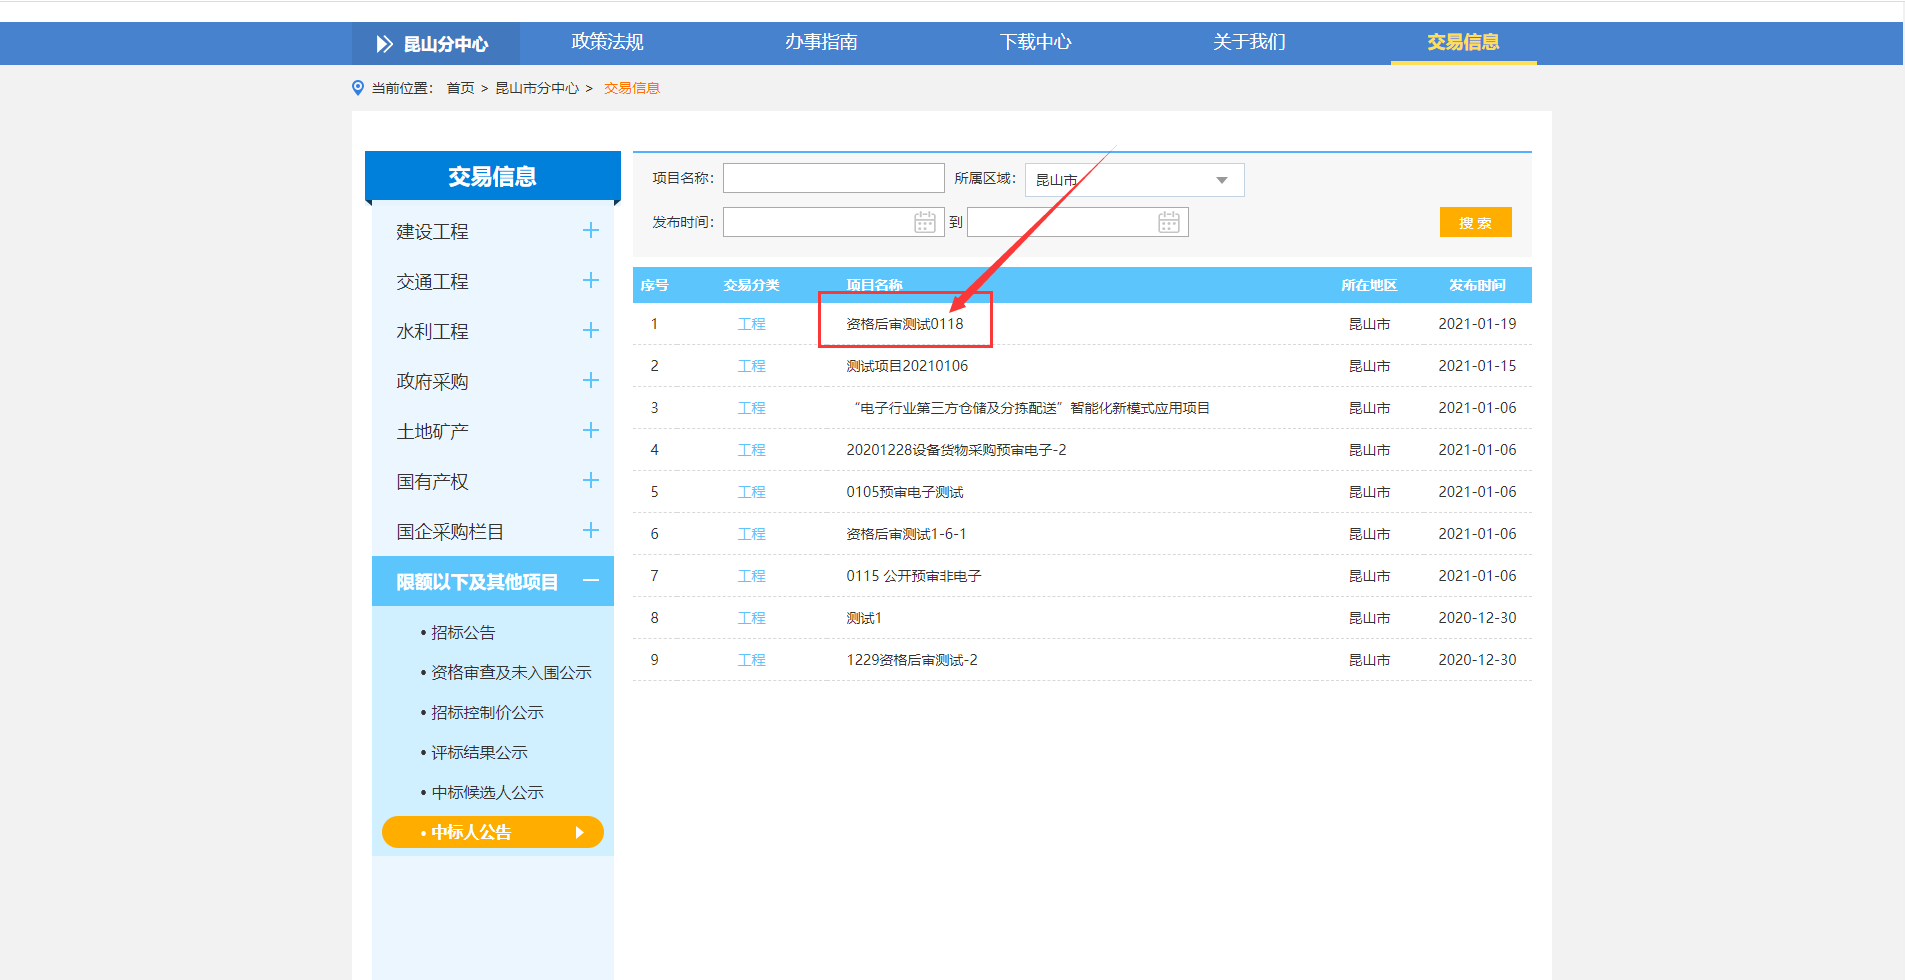 昆山分中心 政策法规 办事指南 下载中心 关于我们 交易信息
当前位置： 首页 > 昆山市分中心 > 交易信息
交易信息
建设工程
交通工程
水利工程
政府采购
土地矿产
国有产权
国企采购栏目
限额以下及其他项目
• 招标公告
• 资格审查及未入围公示
• 招标控制价公示
• 评标结果公示
• 中标候选人公示
• 中标人公告
项目名称： 所属区域： 昆山市
发布时间： 到 搜 索
序号 交易分类 项目名称 所在地区 发布时间
1 工程 资格后审测试0118 昆山市 2021-01-19
2 工程 测试项目20210106 昆山市 2021-01-15
3 工程 “电子行业第三方仓储及分拣配送”智能化新模式应用项目 昆山市 2021-01-06
4 工程 20201228设备货物采购预审电子-2 昆山市 2021-01-06
5 工程 0105预审电子测试 昆山市 2021-01-06
6 工程 资格后审测试1-6-1 昆山市 2021-01-06
7 工程 0115 公开预审非电子 昆山市 2021-01-06
8 工程 测试1 昆山市 2020-12-30
9 工程 1229资格后审测试-2 昆山市 2020-12-30